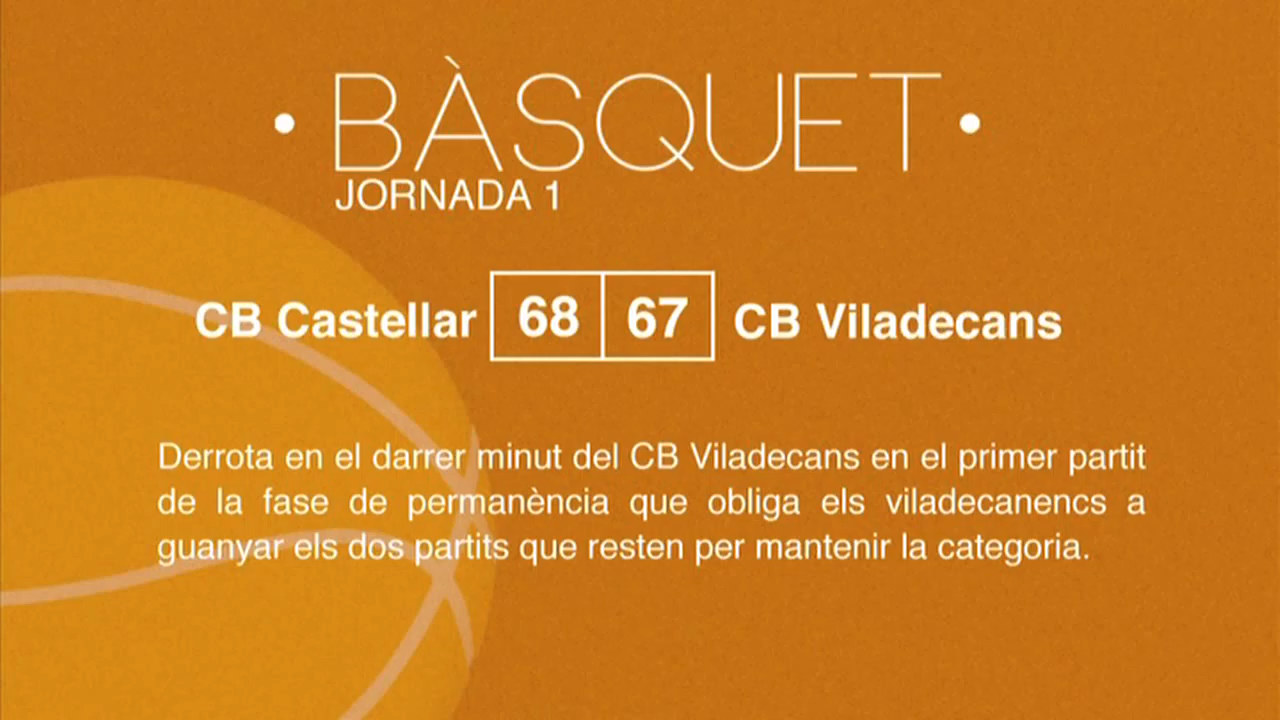 • BÀSQUET •
JORNADA 1
CB Castellar 68 67 CB Viladecans
Derrota en el darrer minut del CB Viladecans en el primer partit
de la fase de permanència que obliga els viladecanencs a
guanyar els dos partits que resten per mantenir la categoria.